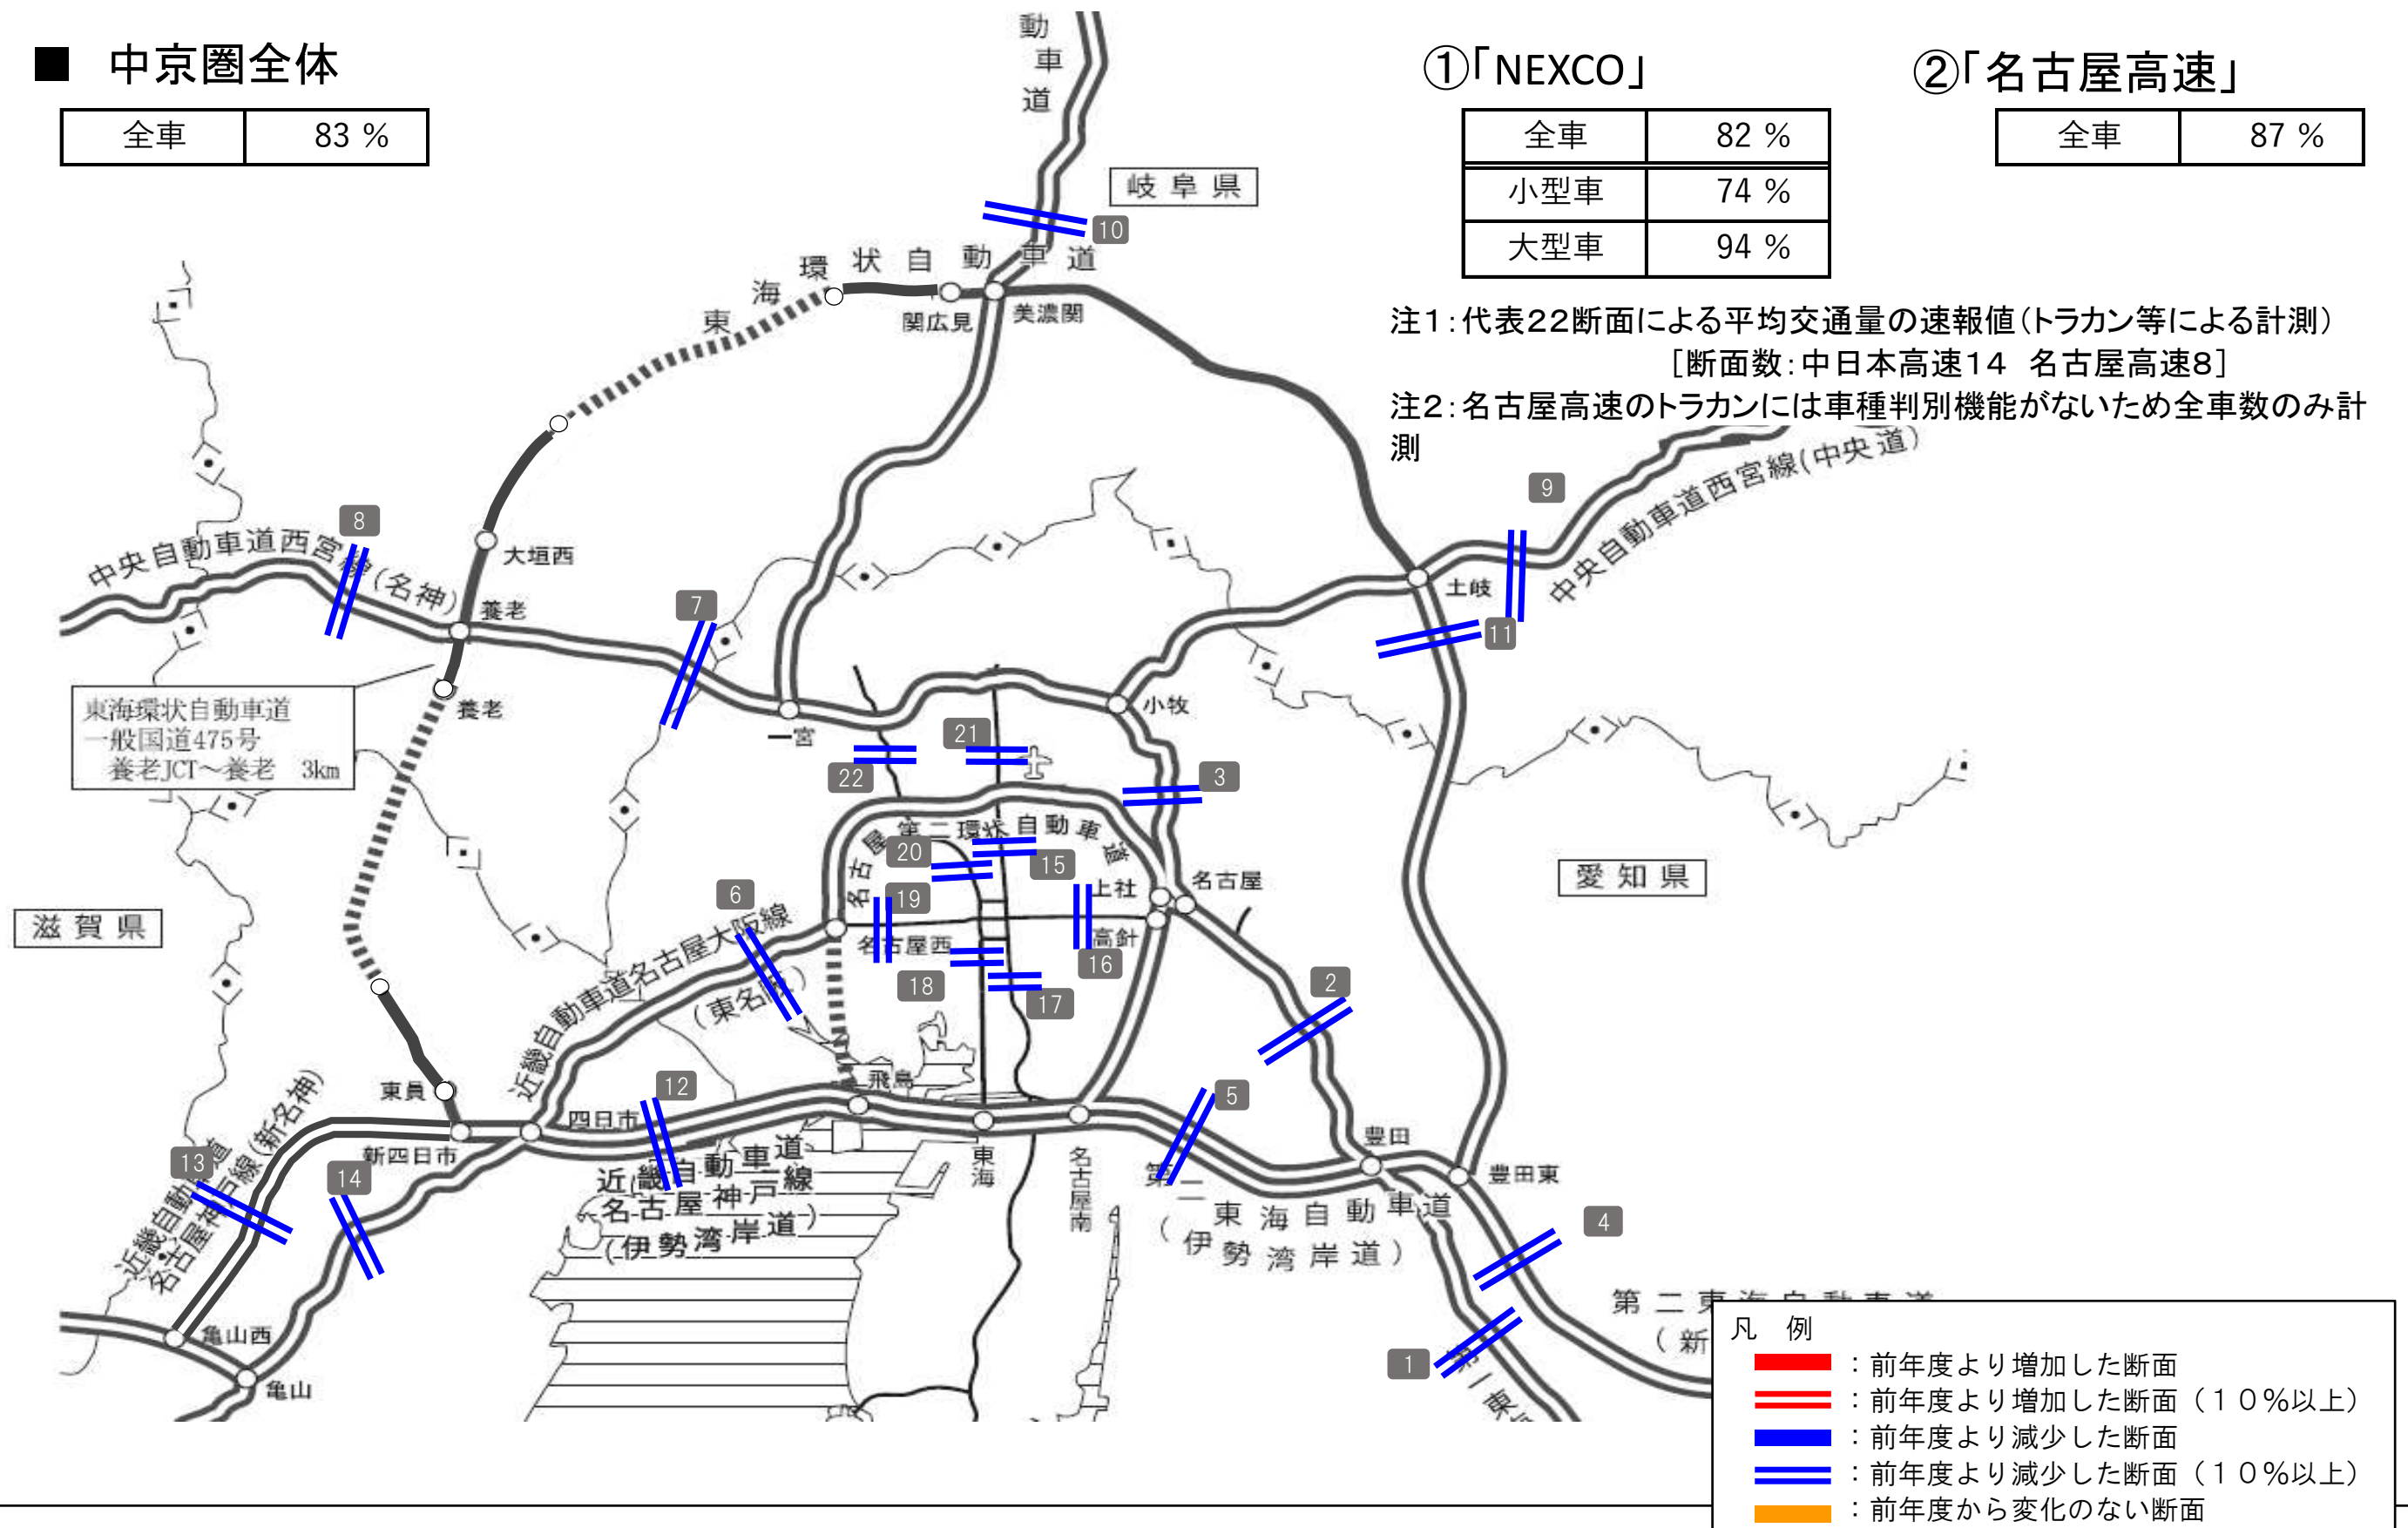 ■ 中京圏全体
全車 83 %
①「NEXCO」
全車 82 %
小型車 74 %
大型車 94 %
②「名古屋高速」
全車 87 %
注1：代表22断面による平均交通量の速報値（トラカン等による計測）
［断面数：中日本高速14 名古屋高速8］
注2：名古屋高速のトラカンには車種判別機能がないため全車数のみ計
測
動車道
岐阜県
10
東海環状自動車道
関広見
美濃関
9
中央自動車道西宮線(中央道)
8
中央自動車道西宮線(名神)
大垣西
養老
7
土岐
11
東海環状自動車道
一般国道475号
養老JCT～養老 3km
養老
一宮
小牧
21
22
3
名古屋第二環状自動車道
20
15
上社
名古屋
愛知県
19
6
滋賀県
名古屋西
高針
16
18
17
2
近畿自動車道名古屋大阪線
(東名阪)
飛島
東員
12
5
四日市
新四日市
13
14
近畿自動車道
名古屋神戸線(新名神)
近畿自動車道
名古屋神戸線
(伊勢湾岸道)
東海
名古屋南
豊田
豊田東
第二東海自動車道
(伊勢湾岸道)
4
亀山西
亀山
1
第一東
第二東海自動車道
(新
凡 例
：前年度より増加した断面
：前年度より増加した断面（１０％以上）
：前年度より減少した断面
：前年度より減少した断面（１０％以上）
：前年度から変化のない断面